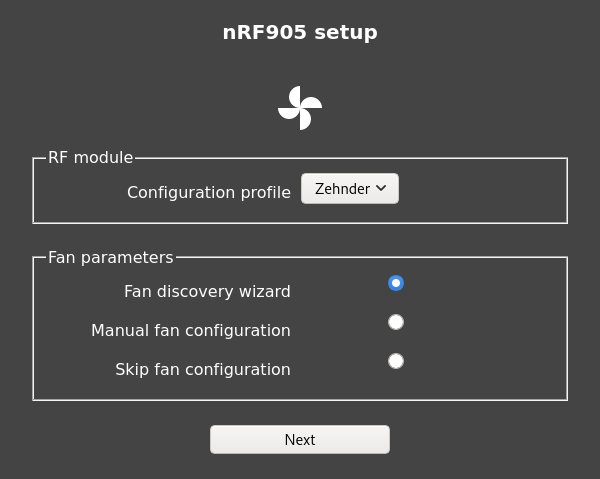 nRF905 setup
RF module
Configuration profile Zehnder
Fan parameters
Fan discovery wizard
Manual fan configuration
Skip fan configuration
Next